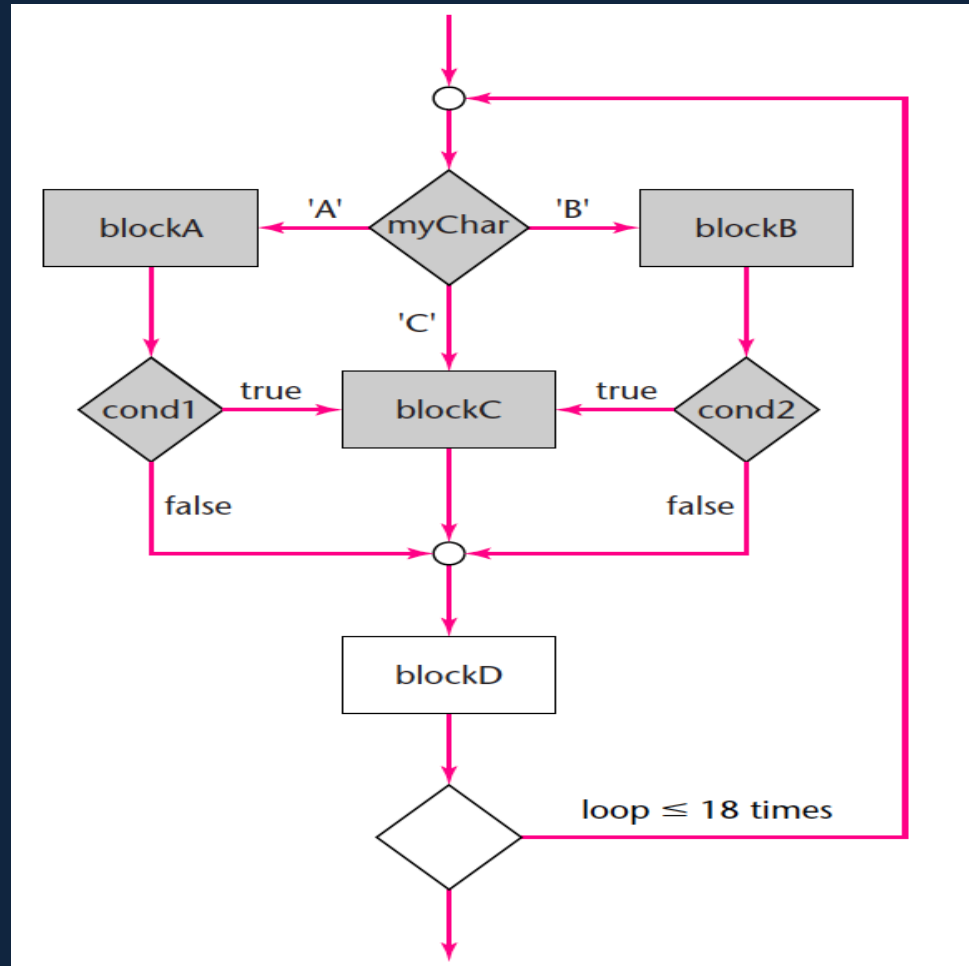 'A'
'B'
blockA
myChar
blockB
'C'
cond1
true
blockC
true
cond2
false
false
blockD
loop ≤ 18 times